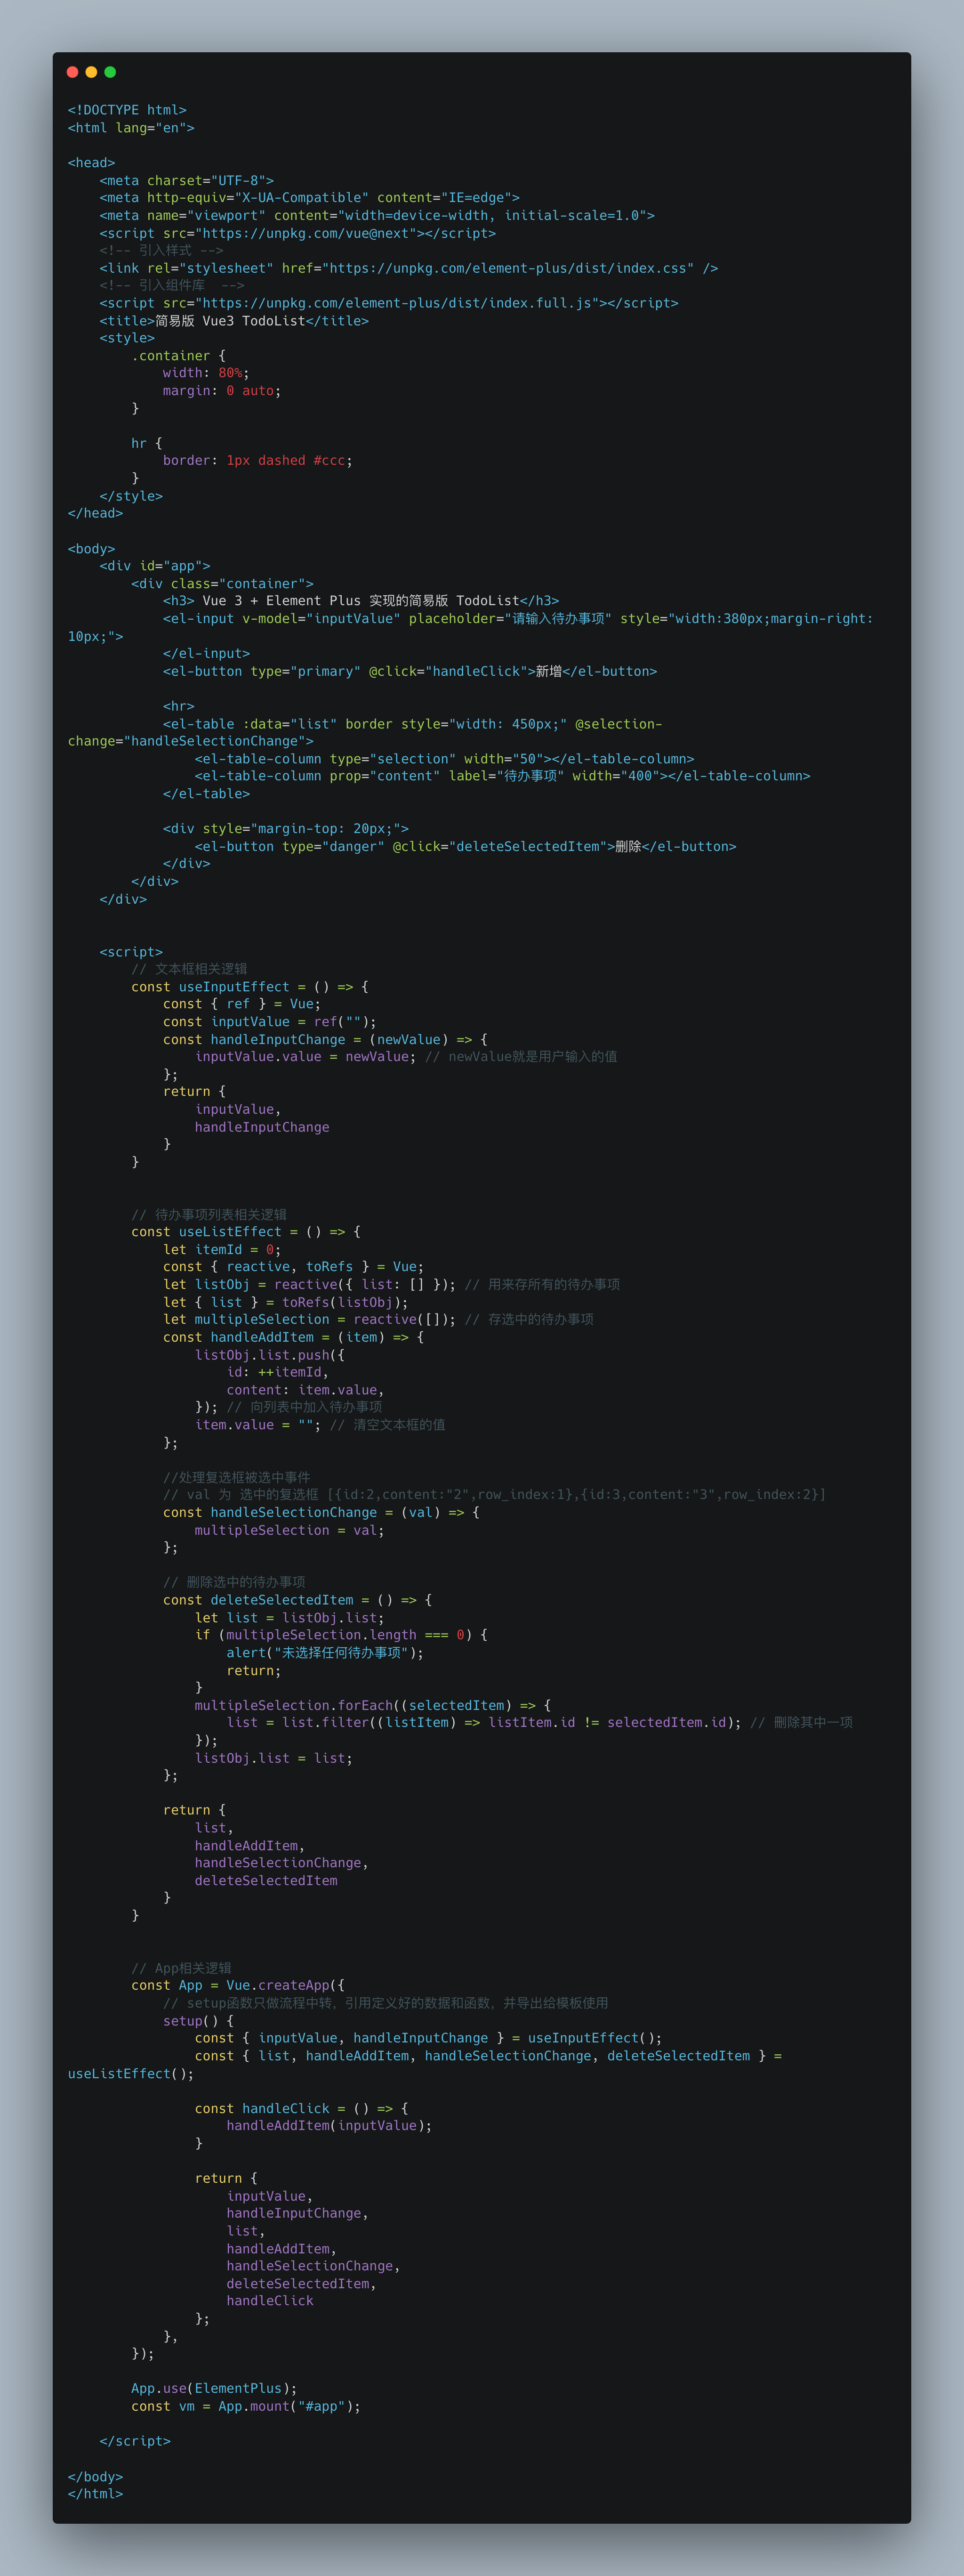 <!DOCTYPE html>
<html lang="en">

<head>
    <meta charset="UTF-8">
    <meta http-equiv="X-UA-Compatible" content="IE=edge">
    <meta name="viewport" content="width=device-width, initial-scale=1.0">
    <script src="https://unpkg.com/vue@next"></script>
    <!-- 引入样式 -->
    <link rel="stylesheet" href="https://unpkg.com/element-plus/dist/index.css" />
    <!-- 引入组件库  -->
    <script src="https://unpkg.com/element-plus/dist/index.full.js"></script>
    <title>简易版 Vue3 TodoList</title>
    <style>
        .container {
            width: 80%;
            margin: 0 auto;
        }

        hr {
            border: 1px dashed #ccc;
        }
    </style>
</head>

<body>
    <div id="app">
        <div class="container">
            <h3> Vue 3 + Element Plus 实现的简易版 TodoList</h3>
            <el-input v-model="inputValue" placeholder="请输入待办事项" style="width:380px;margin-right:
10px;">
            </el-input>
            <el-button type="primary" @click="handleClick">新增</el-button>

            <hr>
            <el-table :data="list" border style="width: 450px;" @selection-
change="handleSelectionChange">
                <el-table-column type="selection" width="50"></el-table-column>
                <el-table-column prop="content" label="待办事项" width="400"></el-table-column>
            </el-table>

            <div style="margin-top: 20px;">
                <el-button type="danger" @click="deleteSelectedItem">删除</el-button>
            </div>
        </div>
    </div>


    <script>
        // 文本框相关逻辑
        const useInputEffect = () => {
            const { ref } = Vue;
            const inputValue = ref("");
            const handleInputChange = (newValue) => {
                inputValue.value = newValue; // newValue就是用户输入的值
            };
            return {
                inputValue,
                handleInputChange
            }
        }


        // 待办事项列表相关逻辑
        const useListEffect = () => {
            let itemId = 0;
            const { reactive, toRefs } = Vue;
            let listObj = reactive({ list: [] }); // 用来存所有的待办事项
            let { list } = toRefs(listObj);
            let multipleSelection = reactive([]); // 存选中的待办事项
            const handleAddItem = (item) => {
                listObj.list.push({
                    id: ++itemId,
                    content: item.value,
                }); // 向列表中加入待办事项
                item.value = ""; // 清空文本框的值
            };

            //处理复选框被选中事件
            // val 为 选中的复选框 [{id:2,content:"2",row_index:1},{id:3,content:"3",row_index:2}]
            const handleSelectionChange = (val) => {
                multipleSelection = val;
            };

            // 删除选中的待办事项
            const deleteSelectedItem = () => {
                let list = listObj.list;
                if (multipleSelection.length === 0) {
                    alert("未选择任何待办事项");
                    return;
                }
                multipleSelection.forEach((selectedItem) => {
                    list = list.filter((listItem) => listItem.id != selectedItem.id); // 删除其中一项
                });
                listObj.list = list;
            };

            return {
                list,
                handleAddItem,
                handleSelectionChange,
                deleteSelectedItem
            }
        }


        // App相关逻辑
        const App = Vue.createApp({
            // setup函数只做流程中转，引用定义好的数据和函数，并导出给模板使用
            setup() {
                const { inputValue, handleInputChange } = useInputEffect();
                const { list, handleAddItem, handleSelectionChange, deleteSelectedItem } =
useListEffect();

                const handleClick = () => {
                    handleAddItem(inputValue);
                }

                return {
                    inputValue,
                    handleInputChange,
                    list,
                    handleAddItem,
                    handleSelectionChange,
                    deleteSelectedItem,
                    handleClick
                };
            },
        });

        App.use(ElementPlus);
        const vm = App.mount("#app");

    </script>

</body>
</html>